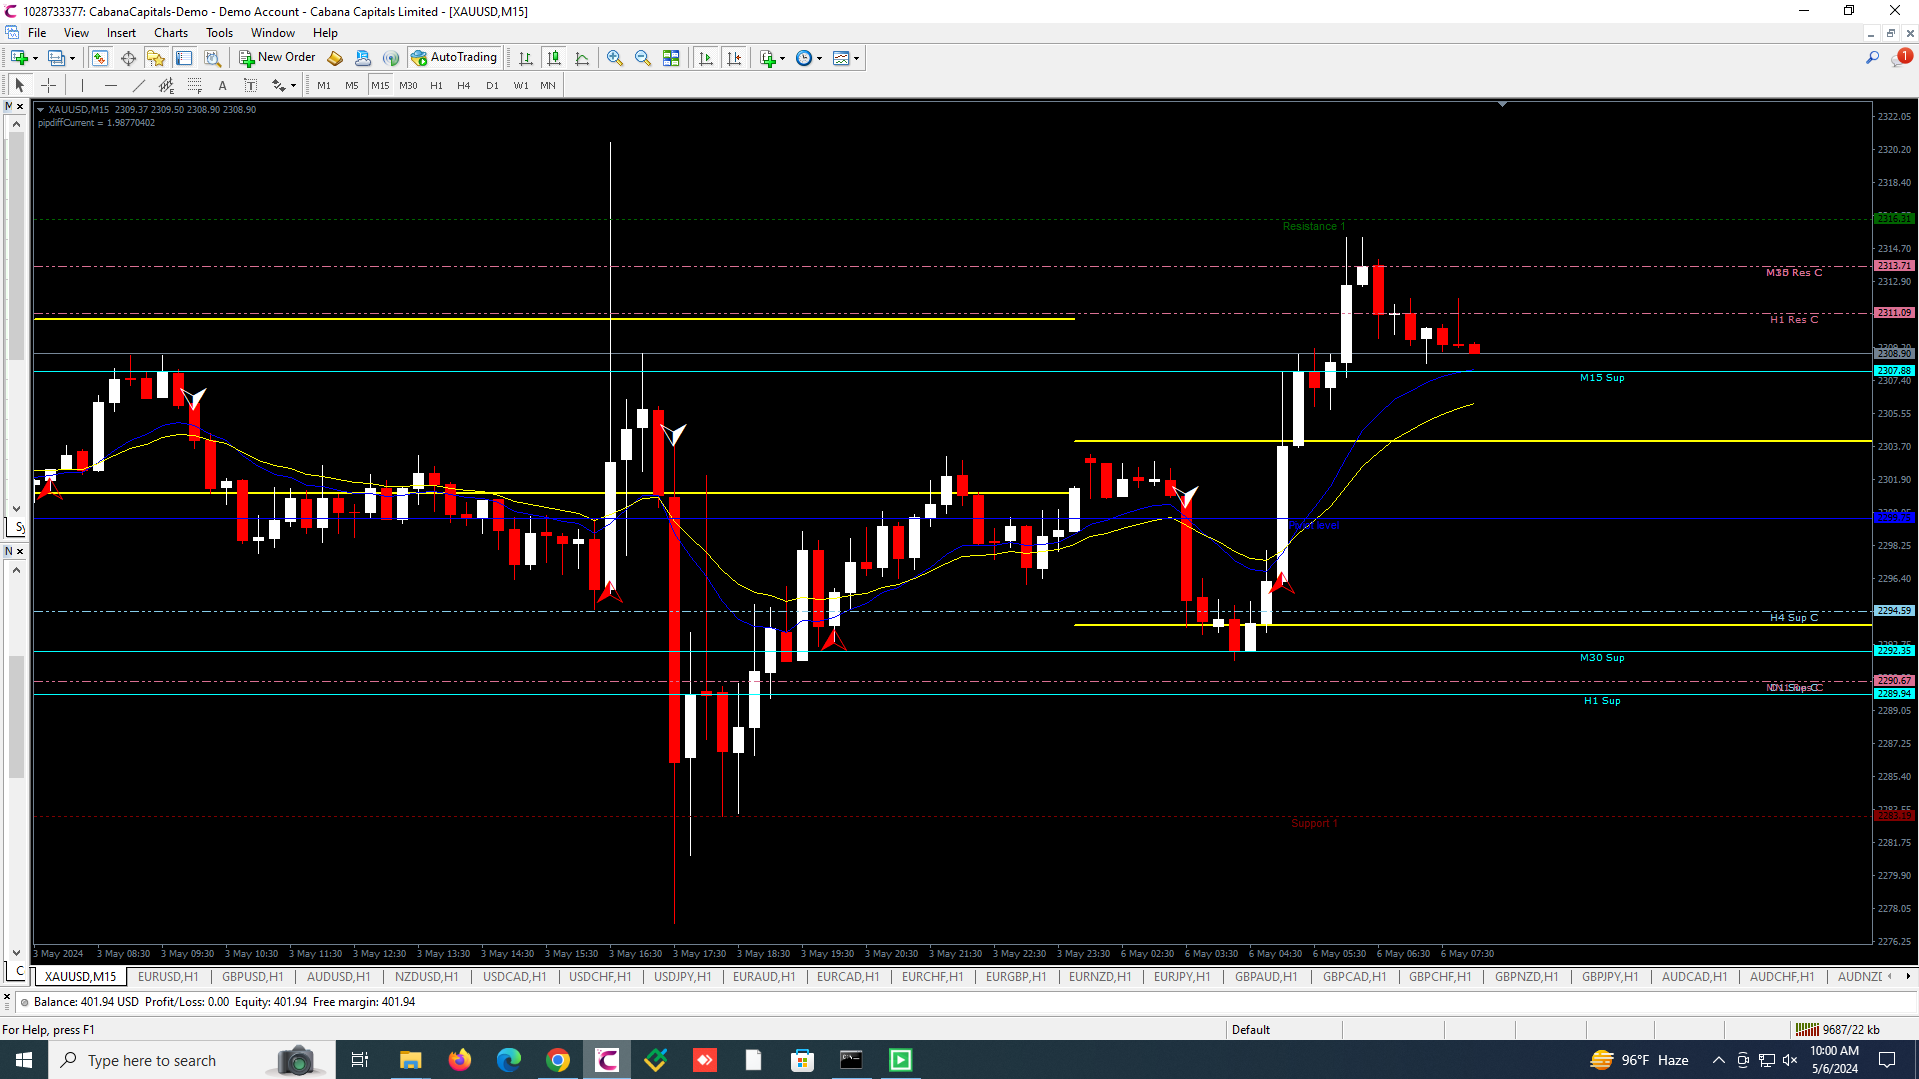 1028733377: CabanaCapitals-Demo - Demo Account - Cabana Capitals Limited - [XAUUSD,M15]
File View Insert Charts Tools Window Help
New Order AutoTrading
1
A T
M1 M5 M15 M30 H1 H4 D1 W1 MN
XAUUSD,M15 2309.37 2309.50 2308.90 2308.90
pipdiffCurrent = 1.98770402
2322.05
2320.20
2318.40
2316.31
Resistance 1
2314.70
2313.71
Res C
2312.90
2311.09
H1 Res C
2308.90
2307.88
M15 Sup
2307.40
2305.55
2303.70
2301.90
2298.25
2296.40
2294.59
H4 Sup C
2292.35
M30 Sup
2290.67
2289.94
H1 Sup
2289.05
2287.25
2285.40
Support 1
2281.75
2279.90
2278.05
2276.25
3 May 2024 3 May 08:30 3 May 09:30 3 May 10:30 3 May 11:30 3 May 12:30 3 May 13:30 3 May 14:30 3 May 15:30 3 May 16:30 3 May 17:30 3 May 18:30 3 May 19:30 3 May 20:30 3 May 21:30 3 May 22:30 3 May 23:30 6 May 02:30 6 May 03:30 6 May 04:30 6 May 05:30 6 May 06:30 6 May 07:30
XAUUSD,M15 EURUSD,H1 GBPUSD,H1 AUDUSD,H1 NZDUSD,H1 USDCAD,H1 USDCHF,H1 USDJPY,H1 EURAUD,H1 EURCAD,H1 EURCHF,H1 EURGBP,H1 EURNZD,H1 EURJPY,H1 GBPAUD,H1 GBPCAD,H1 GBPCHF,H1 GBPNZD,H1 GBPJPY,H1 AUDCAD,H1 AUDCHF,H1 AUDNZD
Balance: 401.94 USD Profit/Loss: 0.00 Equity: 401.94 Free margin: 401.94
For Help, press F1
Default
9687/22 kb
Type here to search
96°F Haze
10:00 AM
5/6/2024